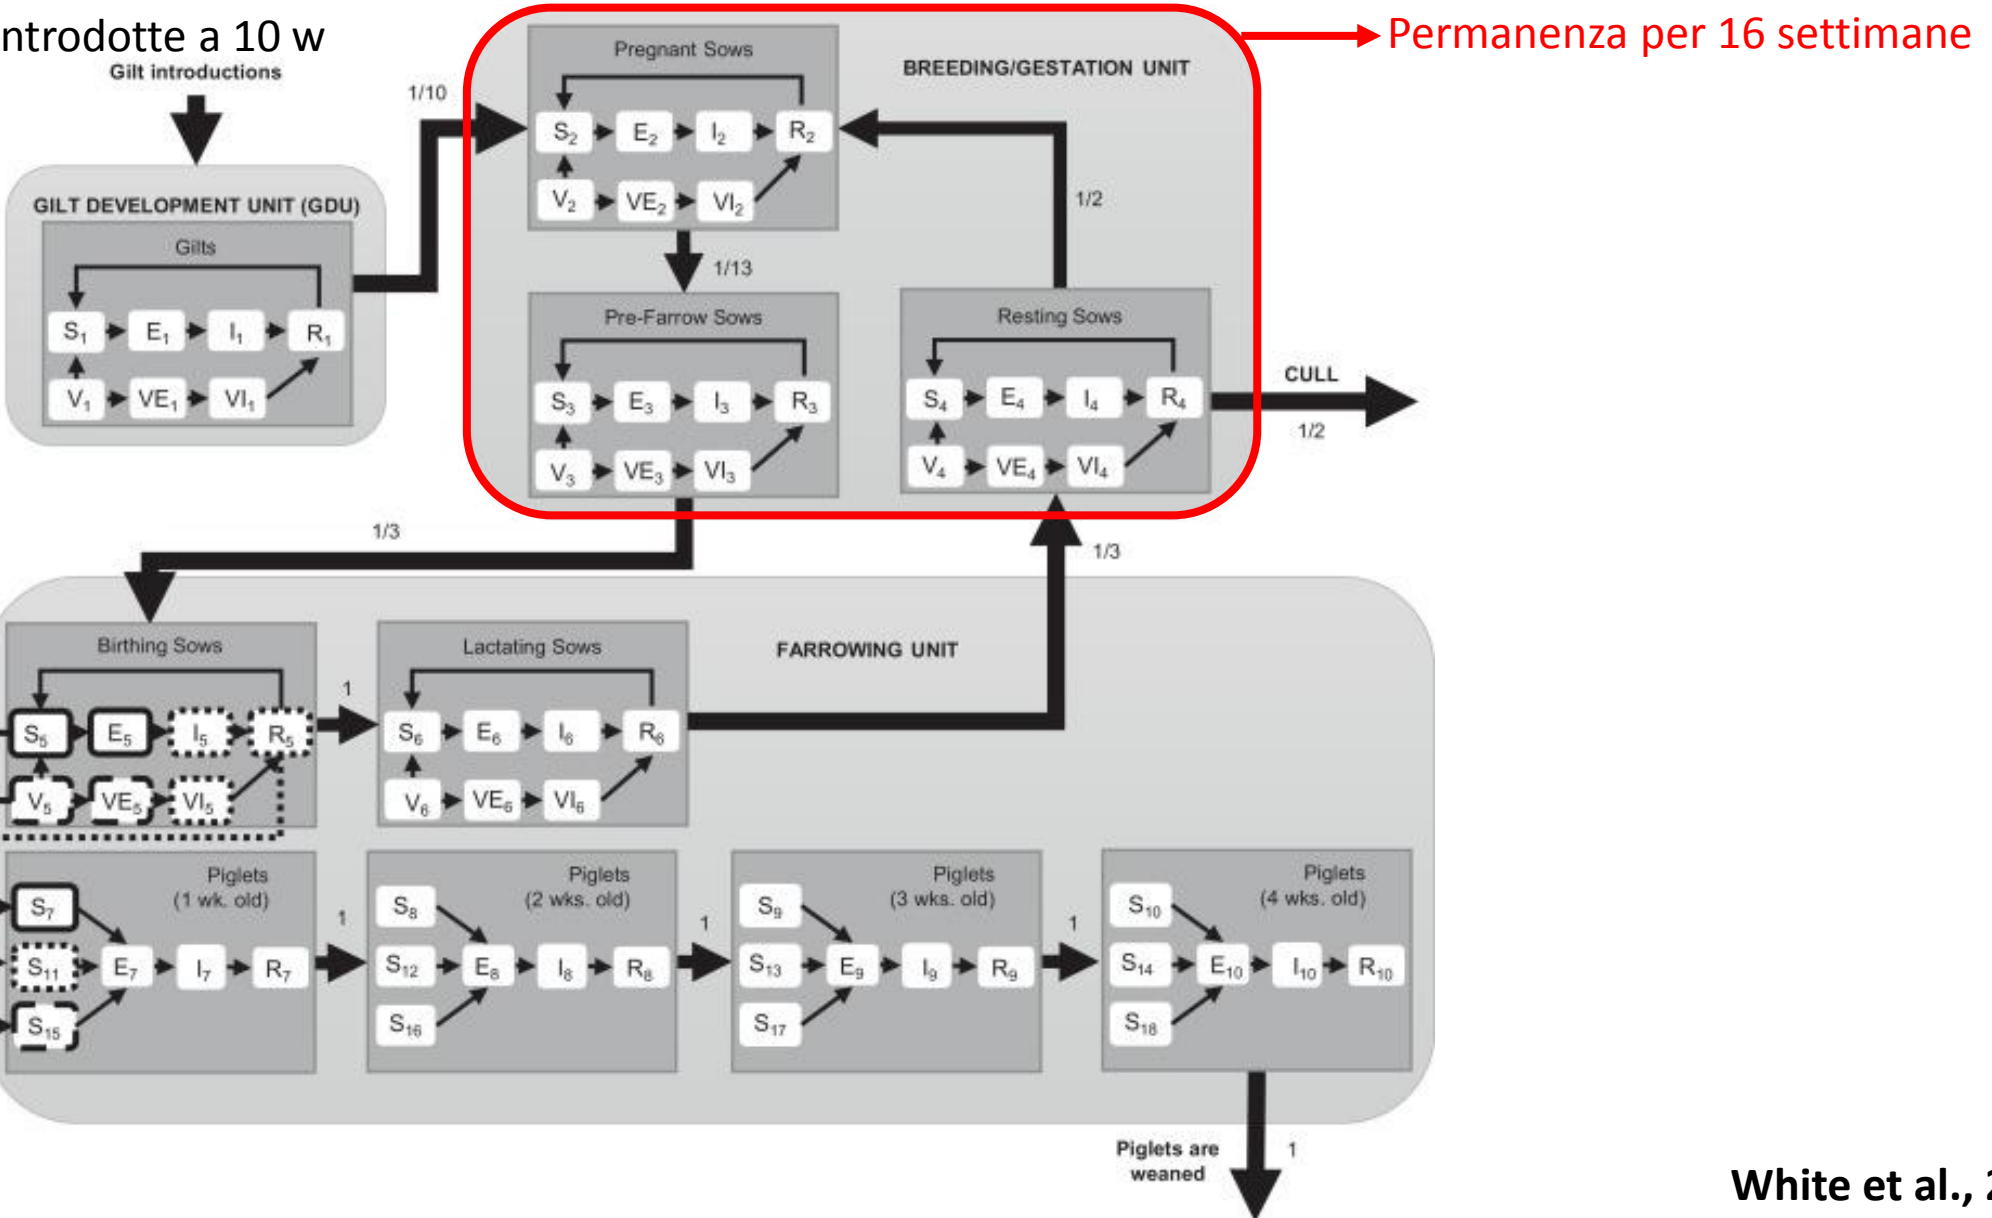 ntrodotte a 10 w
Gilt introductions
Permanenza per 16 settimane
GILT DEVELOPMENT UNIT (GDU)
Gilts
S₁ E₁ I₁ R₁
V₁ VE₁ VI₁
1/10
BREEDING/GESTATION UNIT
Pregnant Sows
S₂ E₂ I₂ R₂
V₂ VE₂ VI₂
1/13
1/2
Pre-Farrow Sows
S₃ E₃ I₃ R₃
V₃ VE₃ VI₃
Resting Sows
S₄ E₄ I₄ R₄
V₄ VE₄ VI₄
CULL
1/2
1/3
1/3
FARROWING UNIT
Birthing Sows
S₅ E₅ I₅ R₅
V₅ VE₅ VI₅
1
Lactating Sows
S₆ E₆ I₆ R₆
V₆ VE₆ VI₆
Piglets
(1 wk. old)
S₇
S₁₁ E₇ I₇ R₇
S₁₅
1
Piglets
(2 wks. old)
S₈
S₁₂ E₈ I₈ R₈
S₁₆
1
Piglets
(3 wks. old)
S₉
S₁₃ E₉ I₉ R₉
S₁₇
1
Piglets
(4 wks. old)
S₁₀
S₁₄ E₁₀ I₁₀ R₁₀
S₁₈
Piglets are
weaned
1
White et al., 2